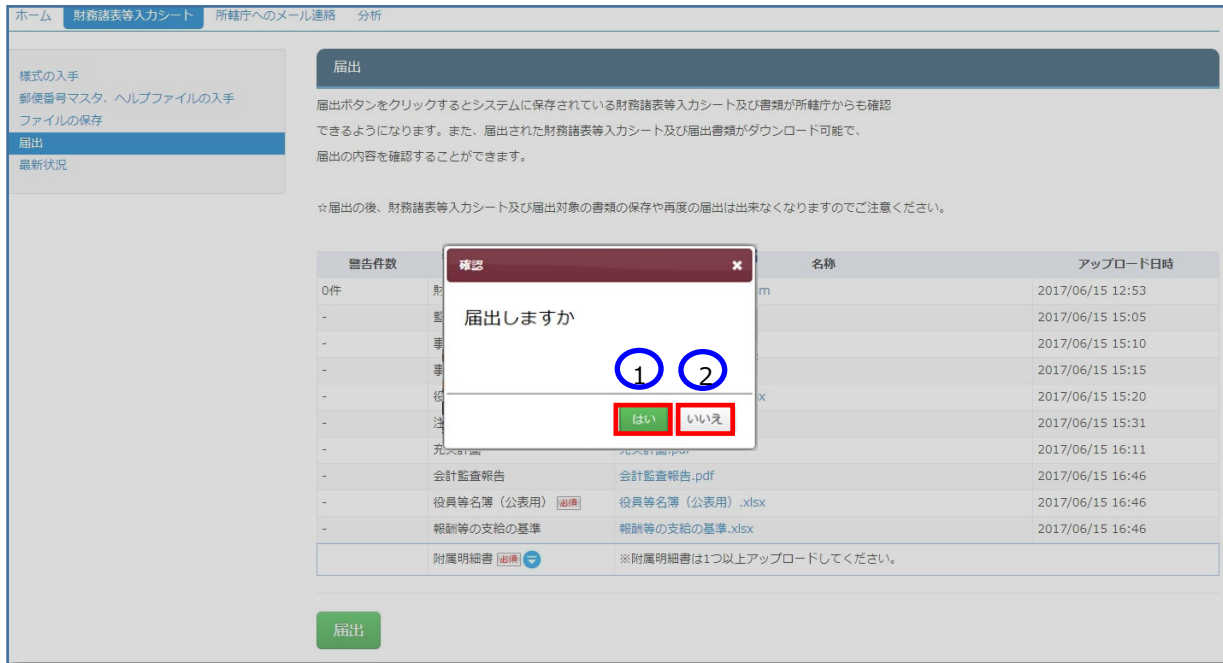 ホーム 財務諸表等入力シート 所轄庁へのメール連絡 分析
様式の入手
郵便番号マスタ、ヘルプファイルの入手
ファイルの保存
届出
最新状況
届出
届出ボタンをクリックするとシステムに保存されている財務諸表等入力シート及び書類が所轄庁からも確認
できるようになります。また、届出された財務諸表等入力シート及び届出書類がダウンロード可能で、
届出の内容を確認することができます。
☆届出の後、財務諸表等入力シート及び届出対象の書類の保存や再度の届出は出来なくなりますのでご注意ください。
警告件数 名称 アップロード日時
0件 財 m 2017/06/15 12:53
- 監 2017/06/15 15:05
- 事 2017/06/15 15:10
- 事 2017/06/15 15:15
- 役 x 2017/06/15 15:20
- 注 2017/06/15 15:31
- 充実計画 充実計画.pdf 2017/06/15 16:11
- 会計監査報告 会計監査報告.pdf 2017/06/15 16:46
- 役員等名簿（公表用） 必須 役員等名簿（公表用）.xlsx 2017/06/15 16:46
- 報酬等の支給の基準 報酬等の支給の基準.xlsx 2017/06/15 16:46
附属明細書 必須 ※附属明細書は1つ以上アップロードしてください。
確認 ×
届出しますか
1 2
はい いいえ
届出